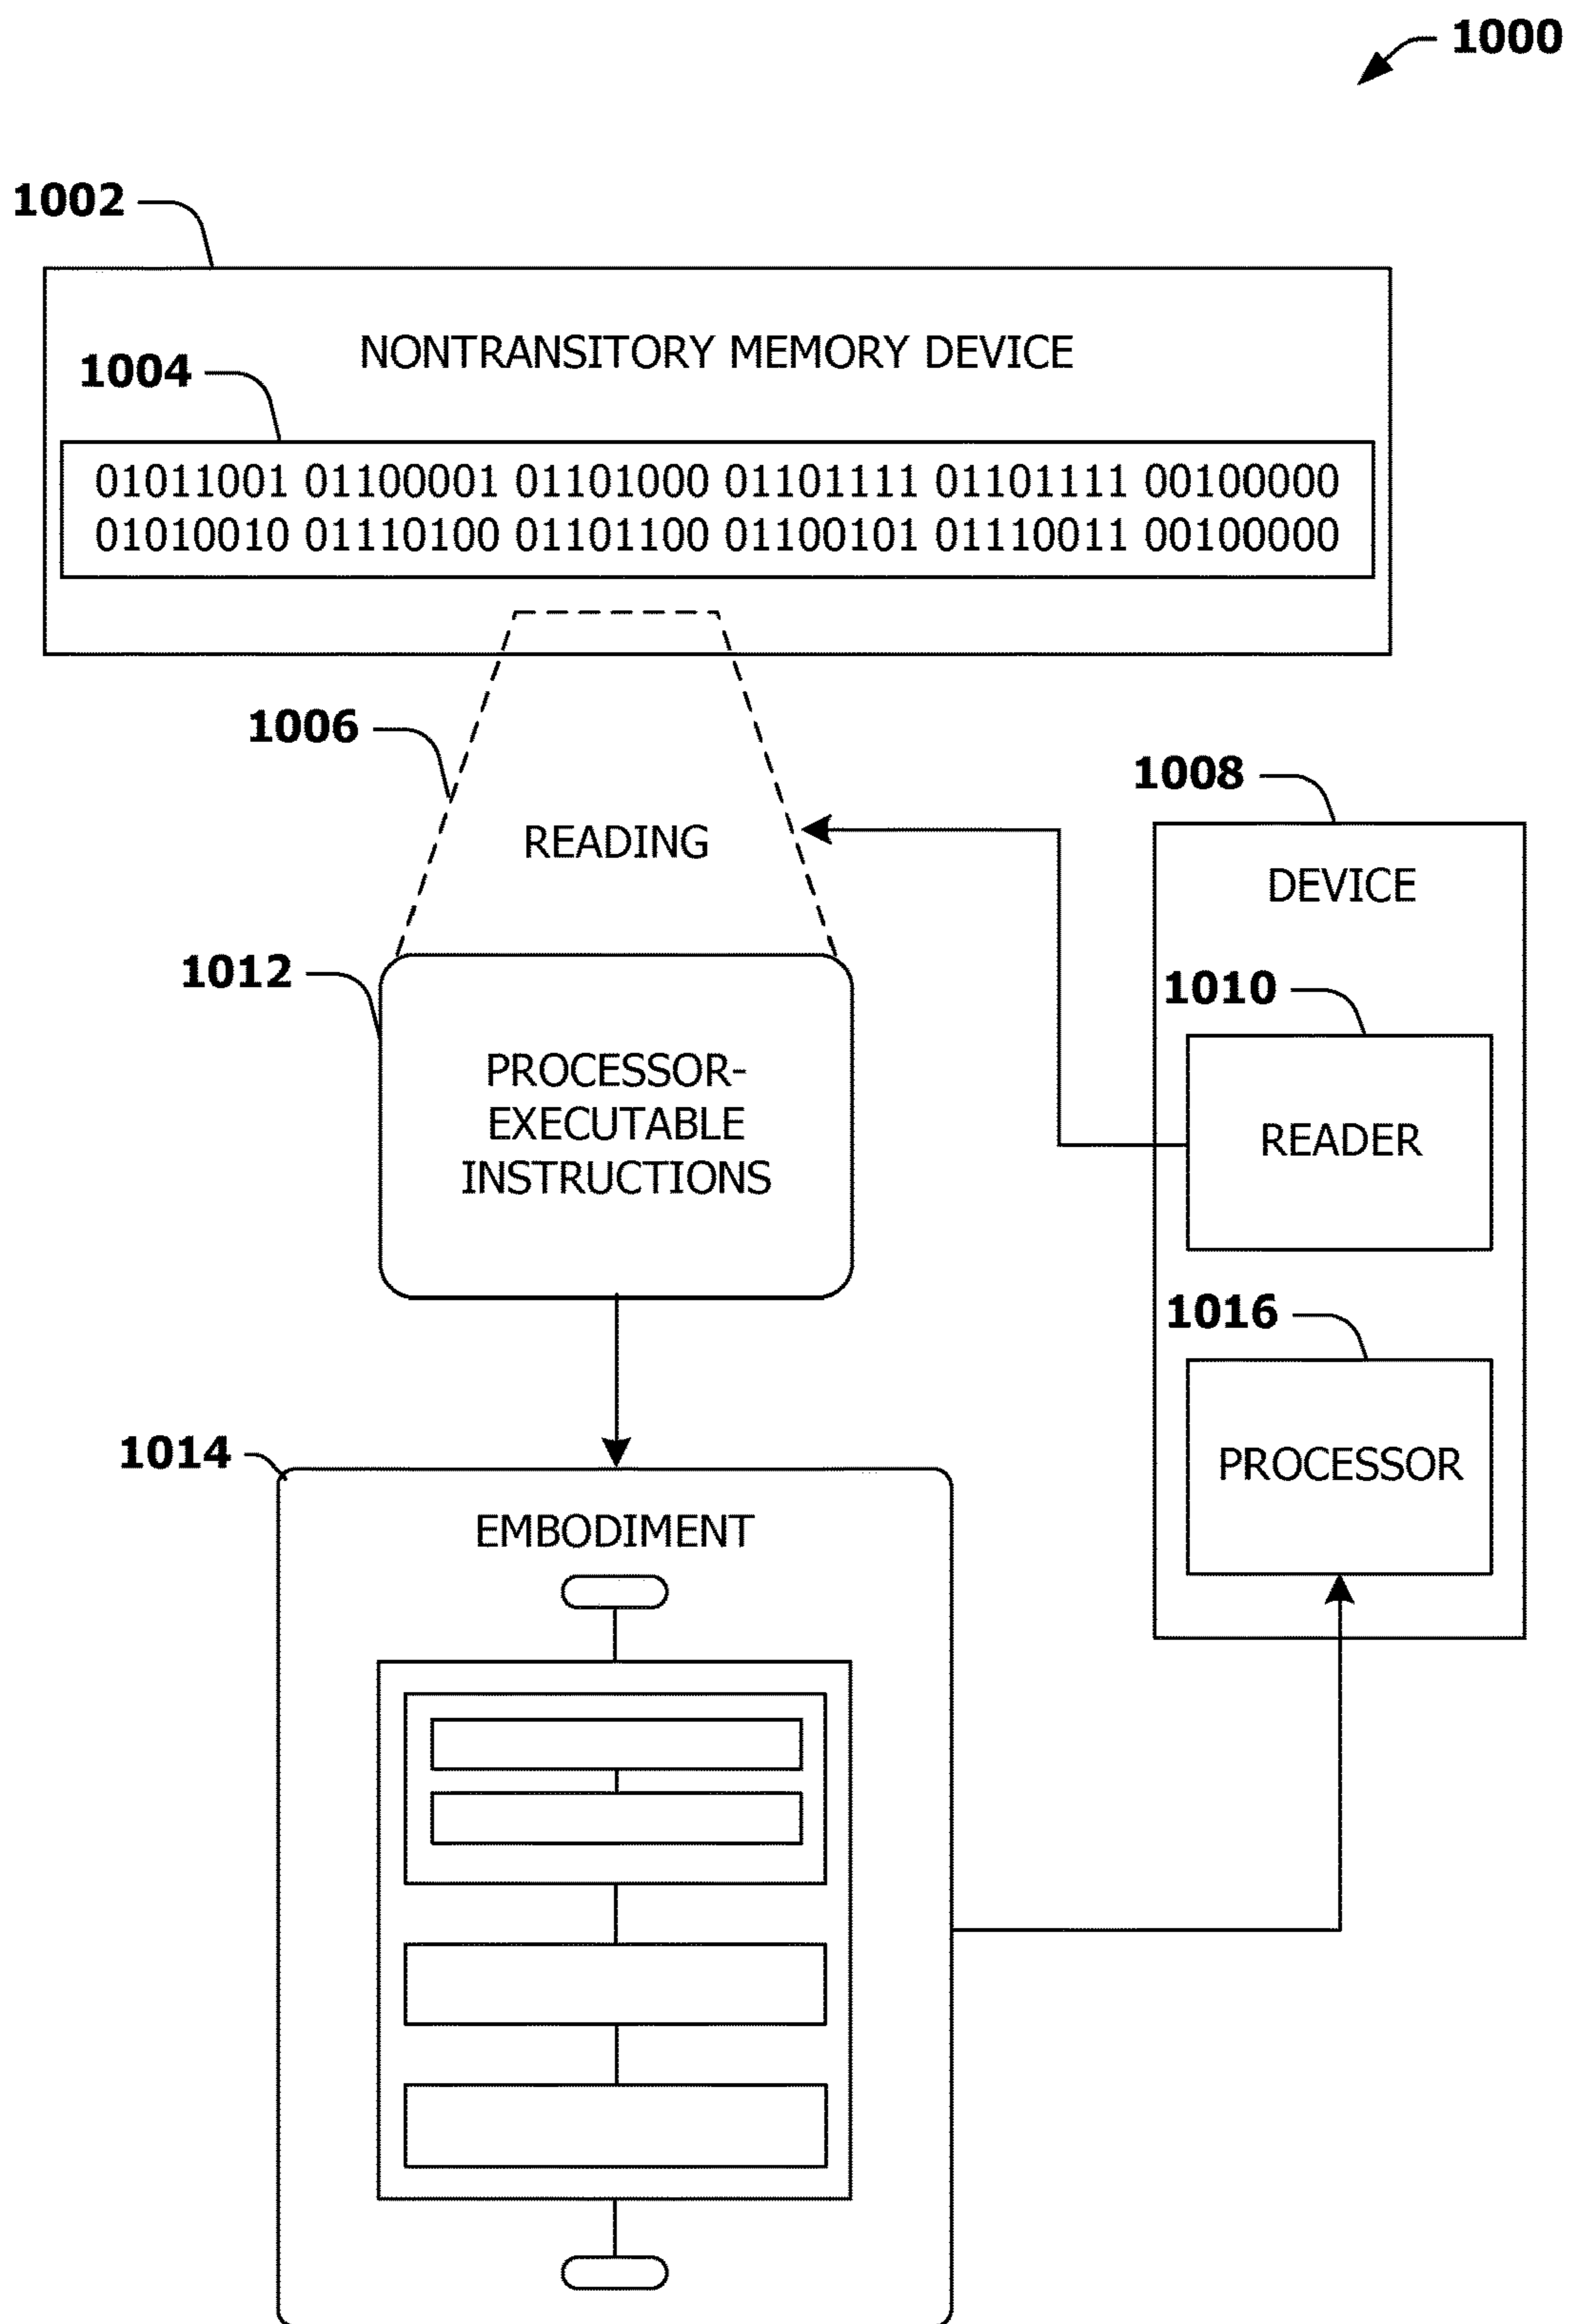 1000
1002
NONTRANSITORY MEMORY DEVICE
1004
01011001 01100001 01101000 01101111 01101111 00100000
01010010 01110100 01101100 01100101 01110011 00100000
1006
READING
1008
DEVICE
1010
READER
1012
PROCESSOR-
EXECUTABLE
INSTRUCTIONS
1016
PROCESSOR
1014
EMBODIMENT